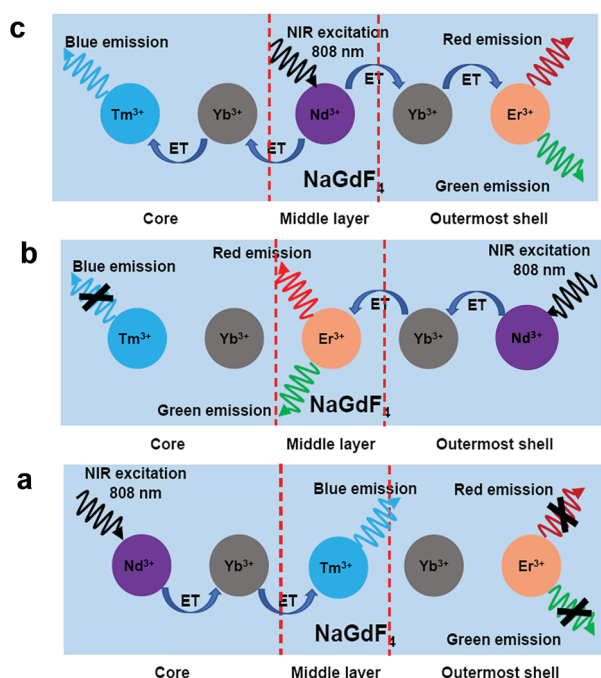 c
Blue emission
NIR excitation
808 nm
Red emission
ET
ET
Tm³⁺
Yb³⁺
Nd³⁺
Yb³⁺
Er³⁺
ET
ET
NaGdF₄
Green emission
Core
Middle layer
Outermost shell
b
Blue emission
Red emission
NIR excitation
808 nm
ET
ET
Tm³⁺
Yb³⁺
Er³⁺
Yb³⁺
Nd³⁺
Green emission
NaGdF₄
Core
Middle layer
Outermost shell
a
NIR excitation
808 nm
Blue emission
Red emission
Nd³⁺
Yb³⁺
Tm³⁺
Yb³⁺
Er³⁺
ET
ET
NaGdF₄
Green emission
Core
Middle layer
Outermost shell